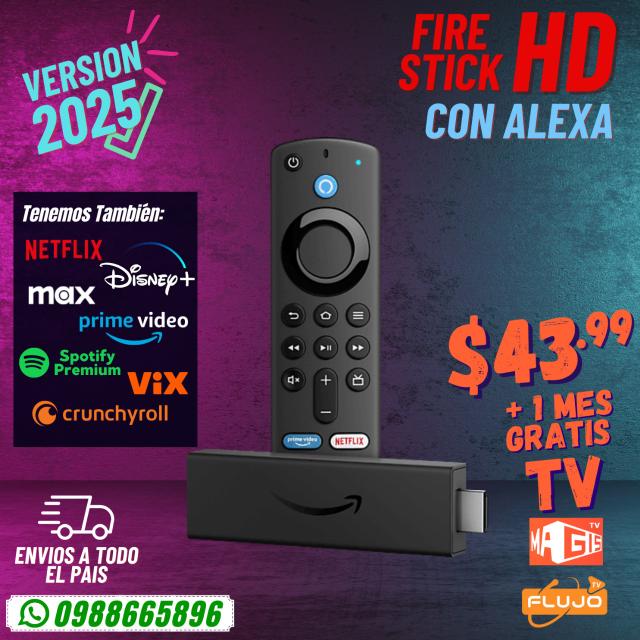 VERSION
2025
FIRE
STICK HD
CON ALEXA
Tenemos También:
NETFLIX
Disney+
max
prime video
Spotify
Premium
ViX
crunchyroll
prime video
NETFLIX
$43.99
+ 1 MES
GRATIS
TV
MAGIS TV
FLUJO TV
ENVIOS A TODO
EL PAIS
0988665896